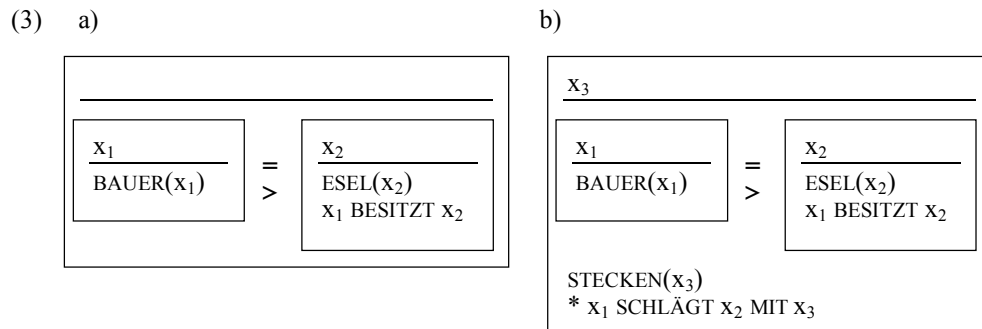 (3) a) b)
x₃
x₁ = x₂ x₁ = x₂
BAUER(x₁) > ESEL(x₂) BAUER(x₁) > ESEL(x₂)
x₁ BESITZT x₂ x₁ BESITZT x₂
STECKEN(x₃)
* x₁ SCHLÄGT x₂ MIT x₃